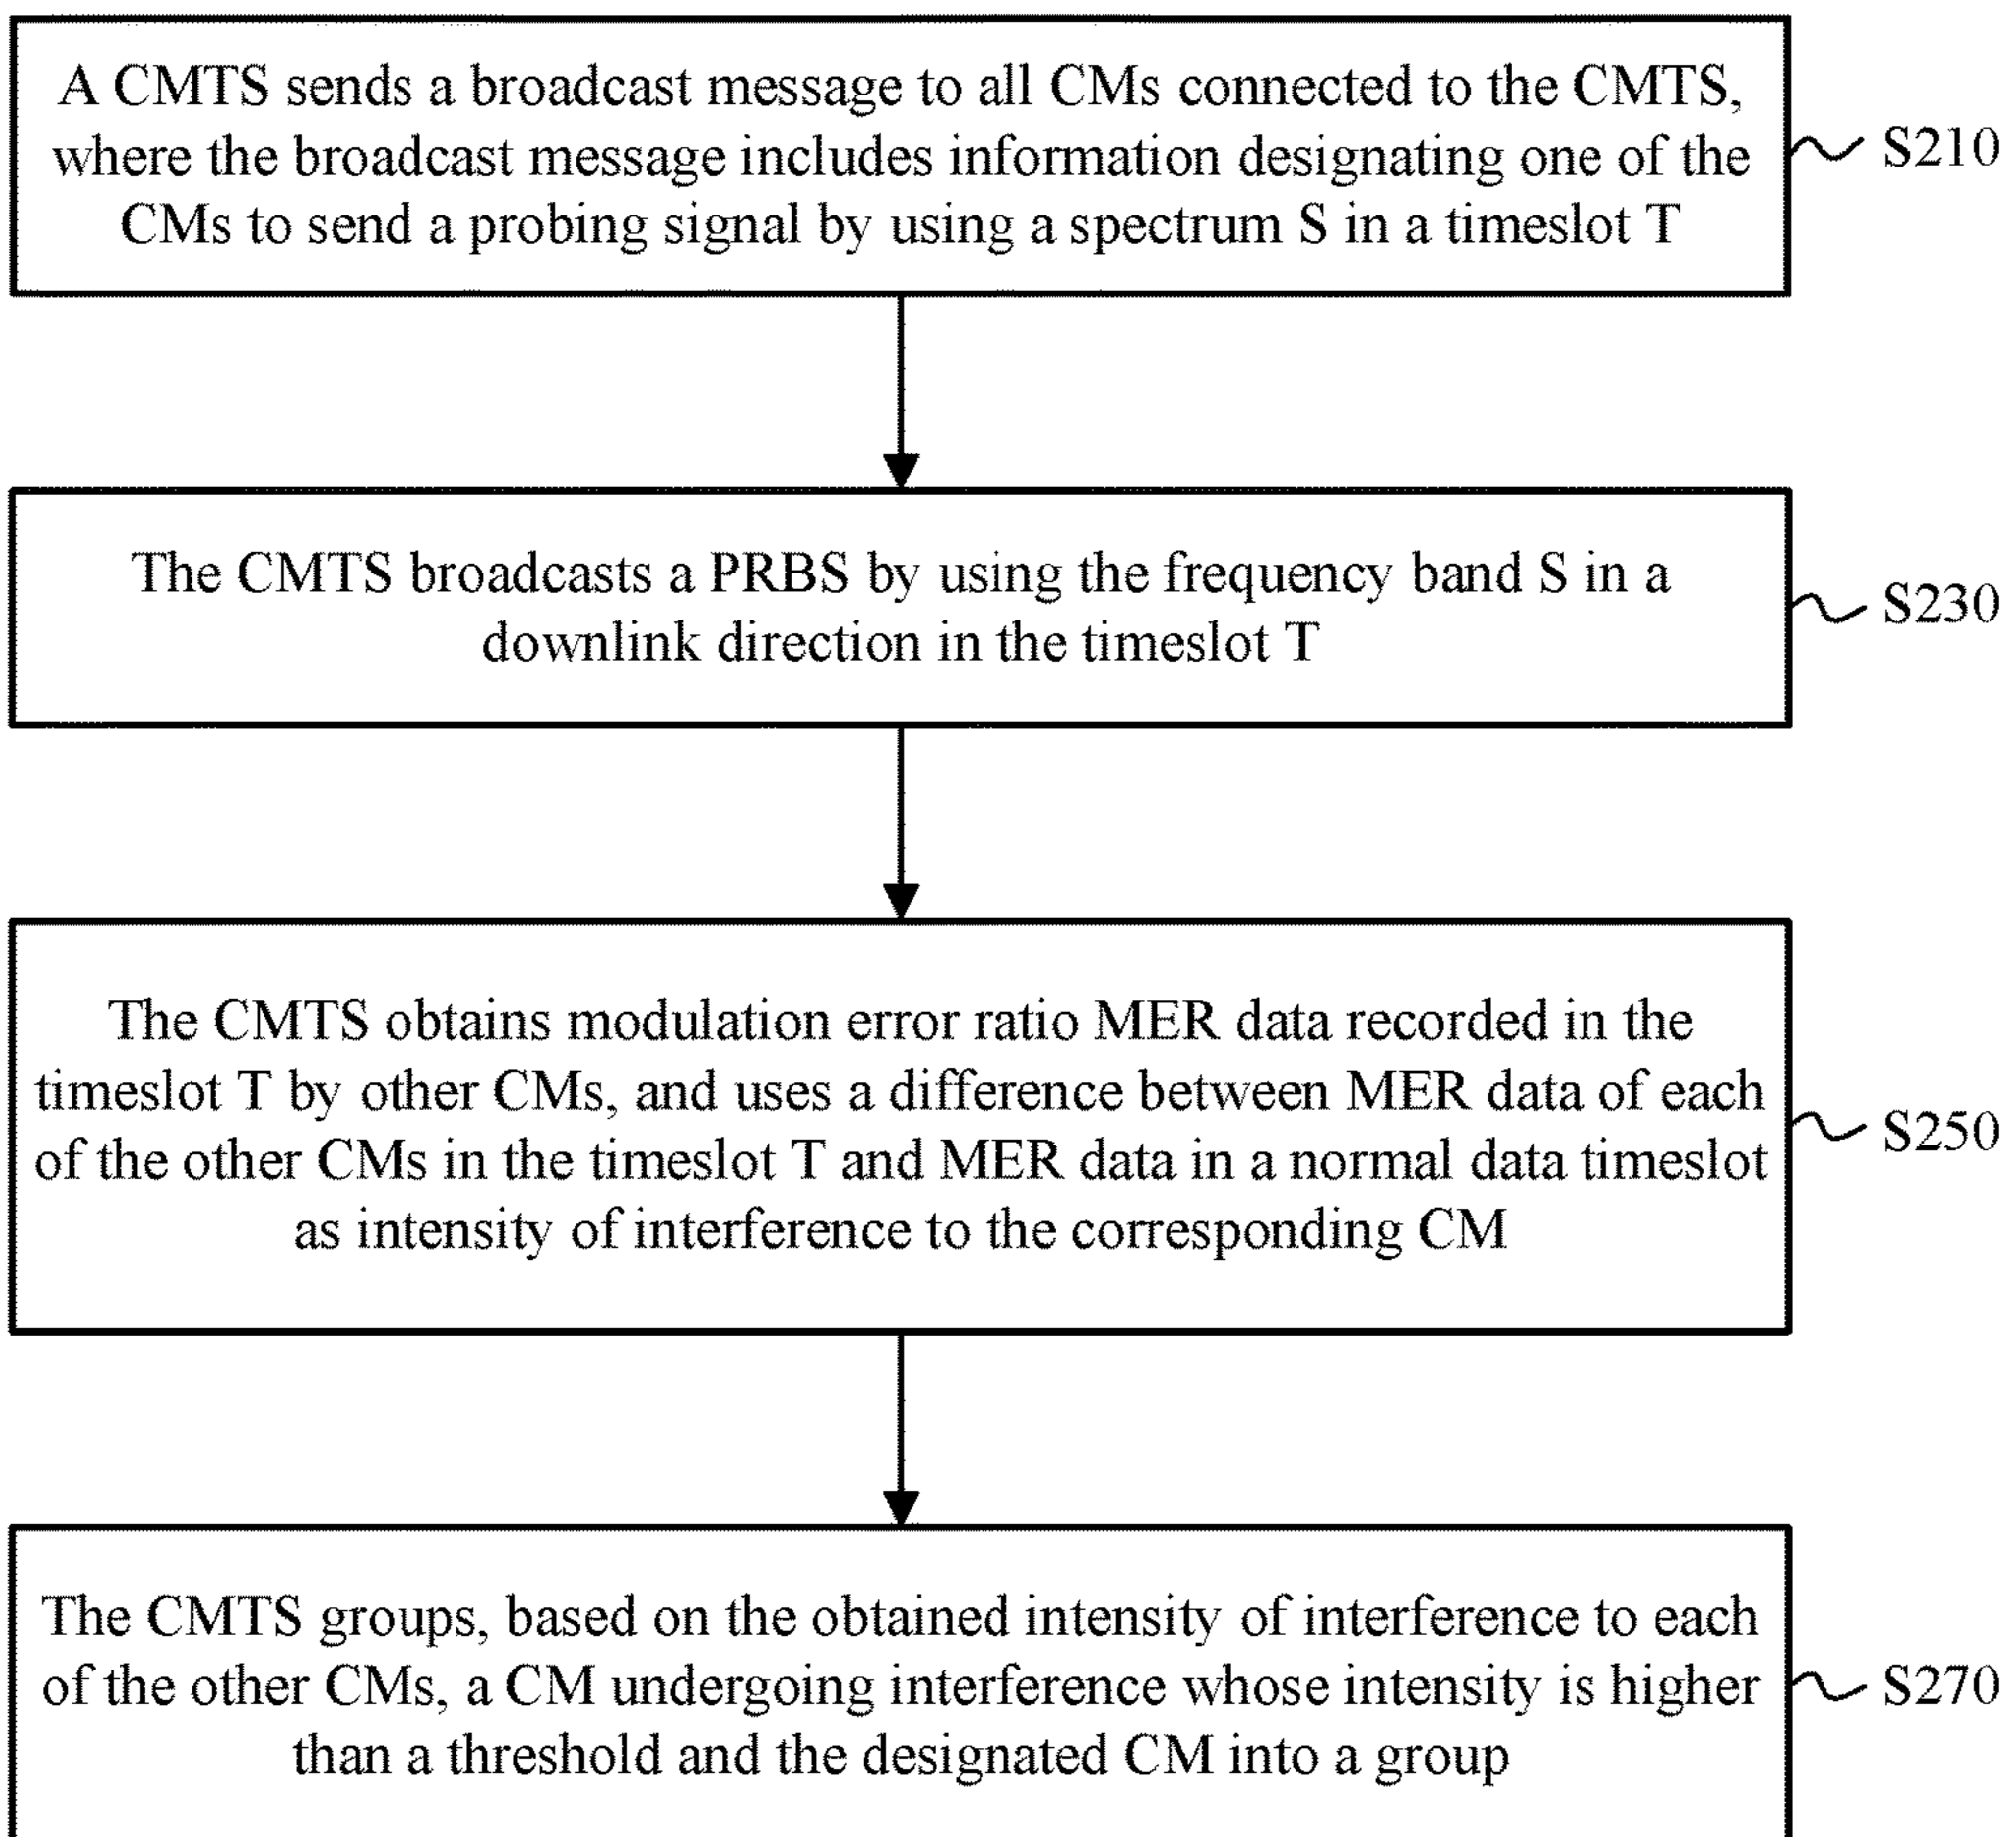 A CMTS sends a broadcast message to all CMs connected to the CMTS,
where the broadcast message includes information designating one of the
CMs to send a probing signal by using a spectrum S in a timeslot T
S210
The CMTS broadcasts a PRBS by using the frequency band S in a
downlink direction in the timeslot T
S230
The CMTS obtains modulation error ratio MER data recorded in the
timeslot T by other CMs, and uses a difference between MER data of each
of the other CMs in the timeslot T and MER data in a normal data timeslot
as intensity of interference to the corresponding CM
S250
The CMTS groups, based on the obtained intensity of interference to each
of the other CMs, a CM undergoing interference whose intensity is higher
than a threshold and the designated CM into a group
S270